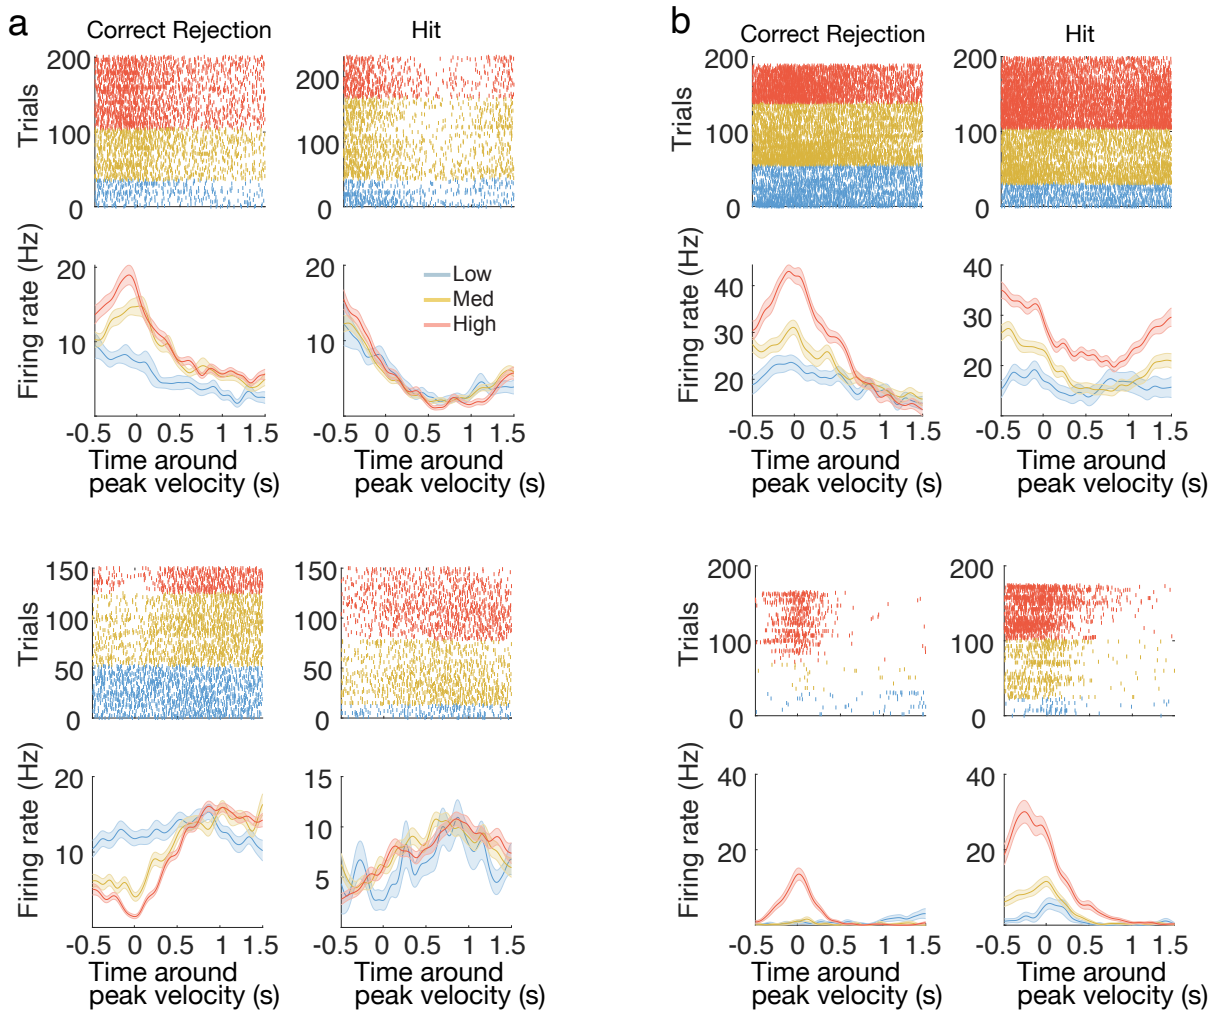 a
Correct Rejection
Hit
Trials
200
100
0
200
100
0
Firing rate (Hz)
20
10
20
10
Low
Med
High
-0.5 0 0.5 1 1.5
-0.5 0 0.5 1 1.5
Time around
peak velocity (s)
Time around
peak velocity (s)
Trials
150
100
50
0
150
100
50
0
Firing rate (Hz)
20
10
15
10
5
-0.5 0 0.5 1 1.5
-0.5 0 0.5 1 1.5
Time around
peak velocity (s)
Time around
peak velocity (s)
b
Correct Rejection
Hit
Trials
200
100
0
200
100
0
Firing rate (Hz)
40
30
20
40
30
20
-0.5 0 0.5 1 1.5
-0.5 0 0.5 1 1.5
Time around
peak velocity (s)
Time around
peak velocity (s)
Trials
200
100
0
200
100
0
Firing rate (Hz)
40
20
40
20
-0.5 0 0.5 1 1.5
-0.5 0 0.5 1 1.5
Time around
peak velocity (s)
Time around
peak velocity (s)